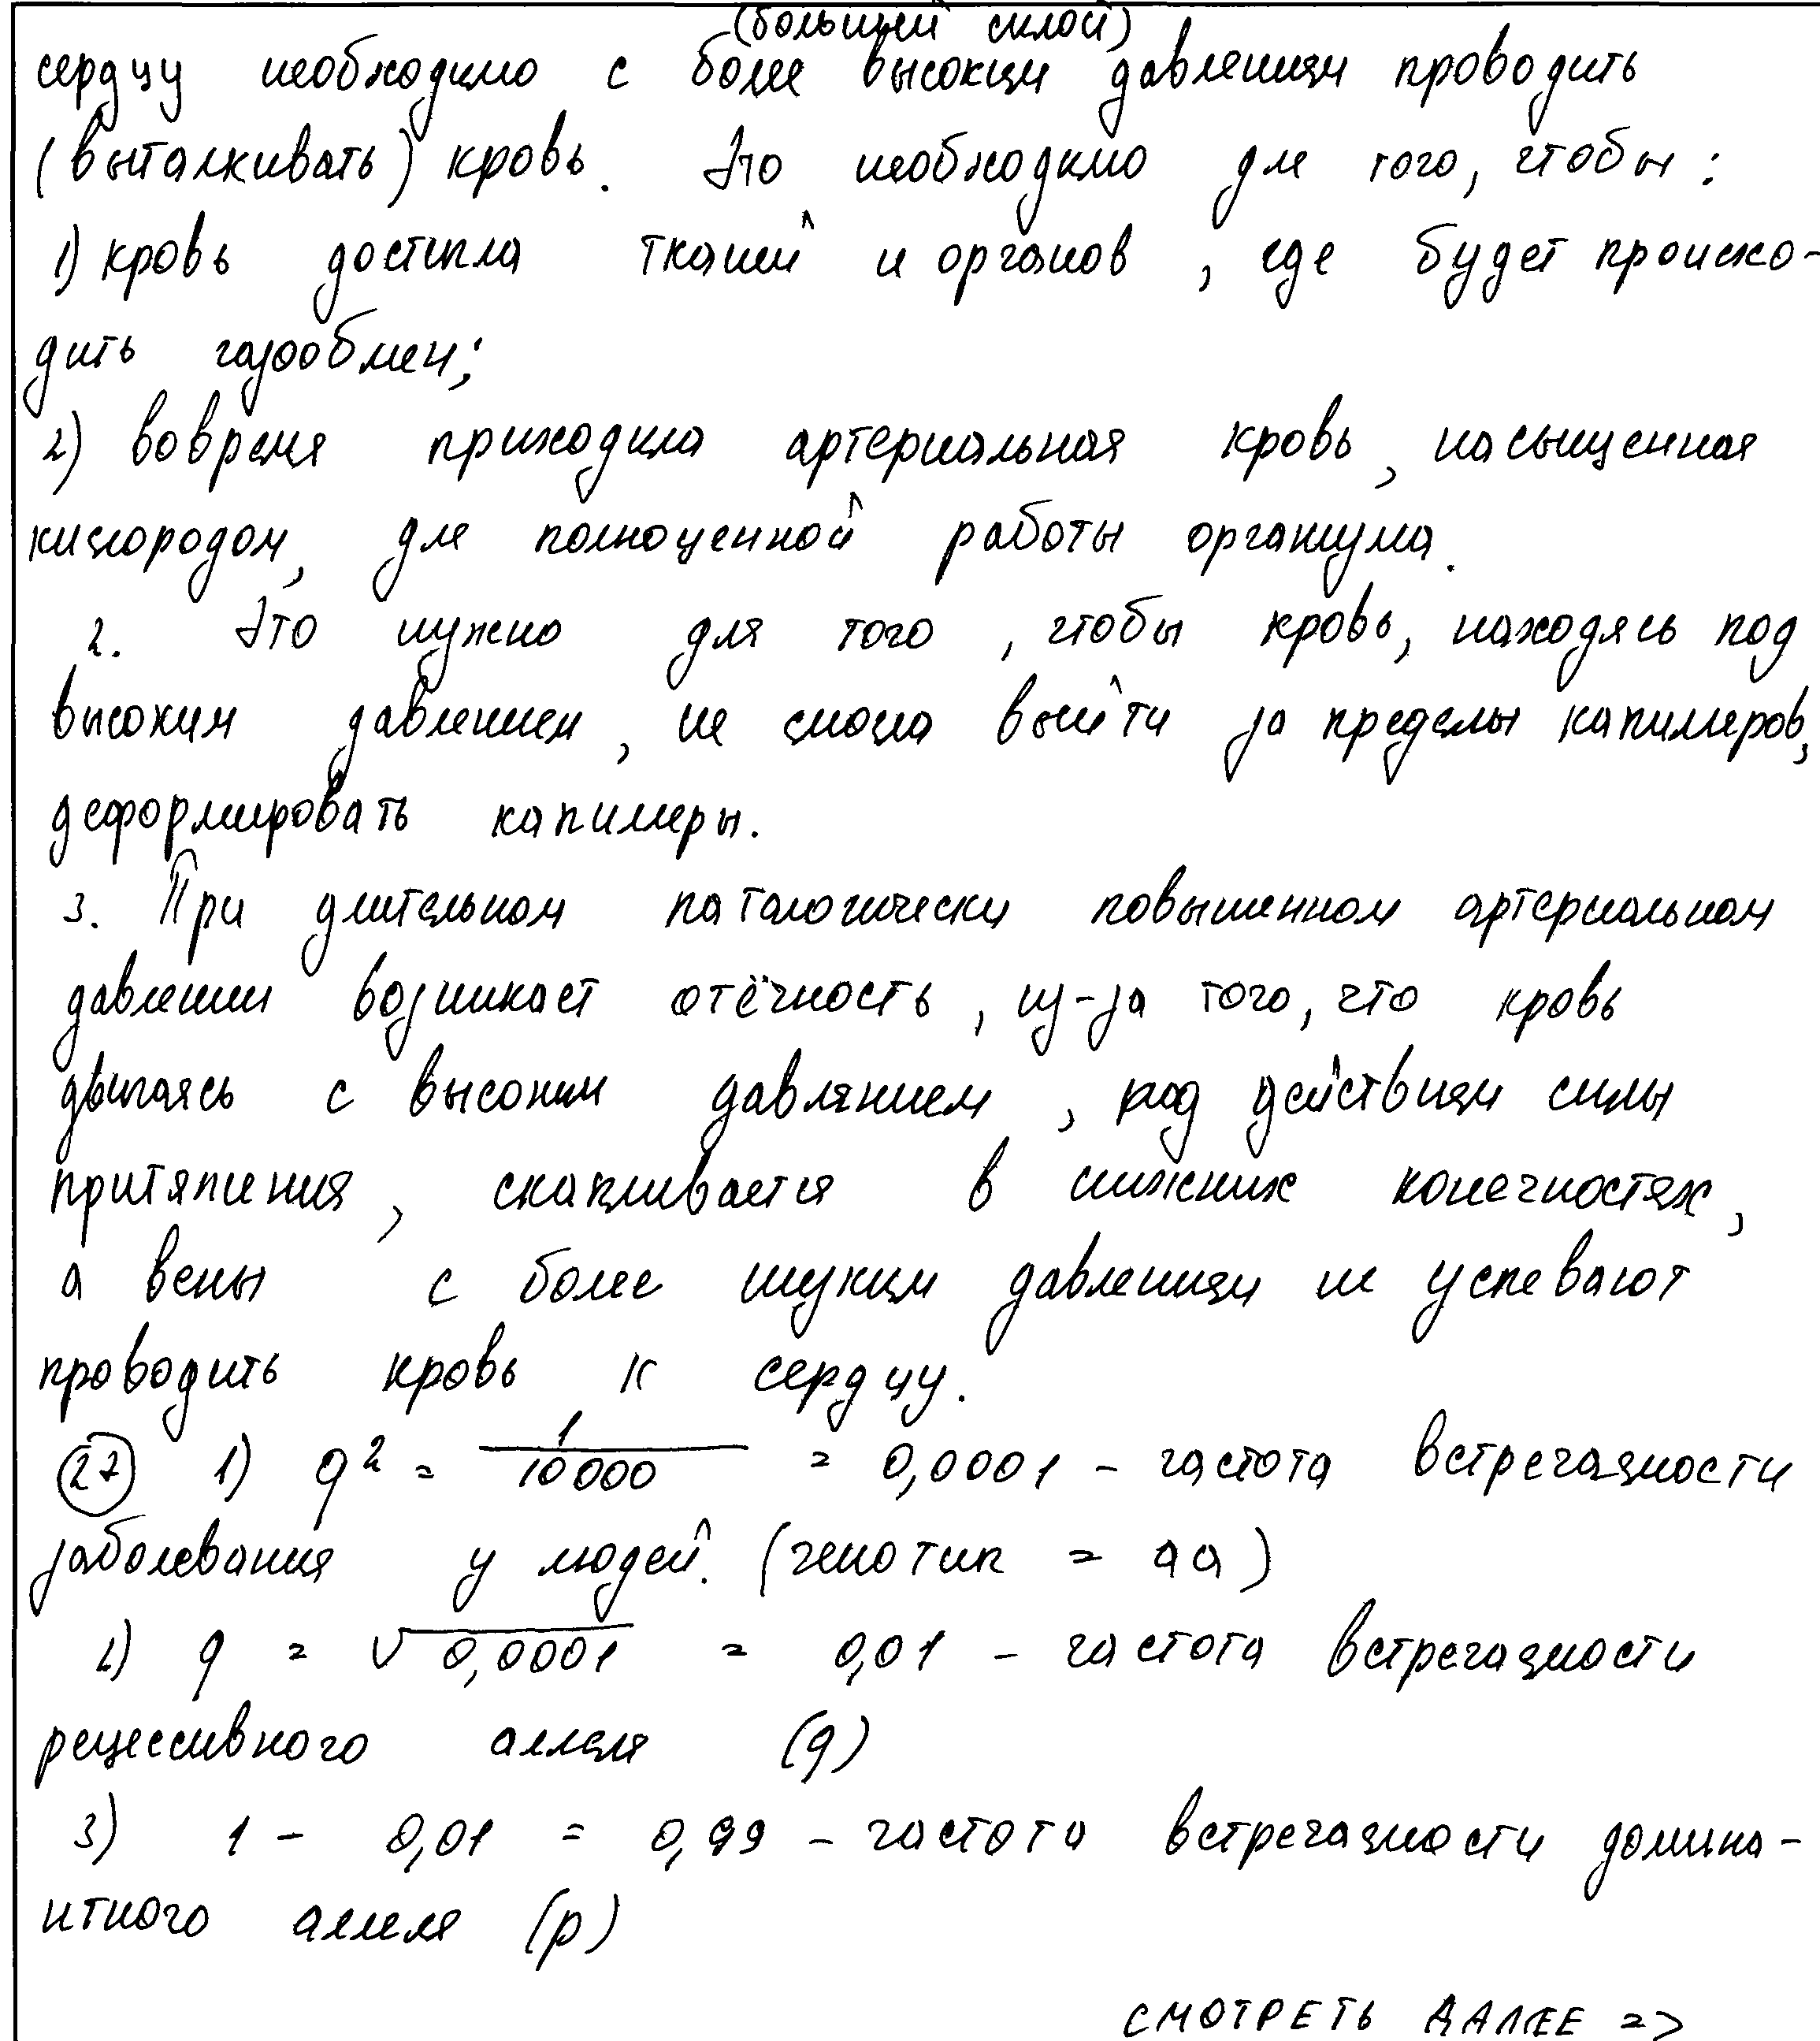 (большей силой)
сердцу необходимо с более высоким давлением проводить
(выталкивать) кровь. Это необходимо для того, чтобы:
1) кровь достигла тканей и органов, где будет происхо-
дить газообмен;
2) вовремя приходила артериальная кровь, насыщенная
кислородом, для полноценной работы организма.
2. Это нужно для того, чтобы кровь, находясь под
высоким давлением, не смогла выйти за пределы капилляров,
деформировать капилляры.
3. При длительном патологически повышенном артериальном
давлении возникает отёчность, из-за того, что кровь
двигаясь с высоким давлянием, под действием силы
притяжения, скапливается в нижних конечностях,
а вены с более низким давлением не успевают
проводить кровь к сердцу.
27 1) q² = 1/10000 = 0,0001 – частота встречаемости
заболевания у людей. (генотип = aa)
2) q = √0,0001 = 0,01 – частота встречаемости
рецессивного аллеля (q)
3) 1 – 0,01 = 0,99 – частота встречаемости домина-
нтного аллеля (p)
СМОТРЕТЬ ДАЛЕЕ =>